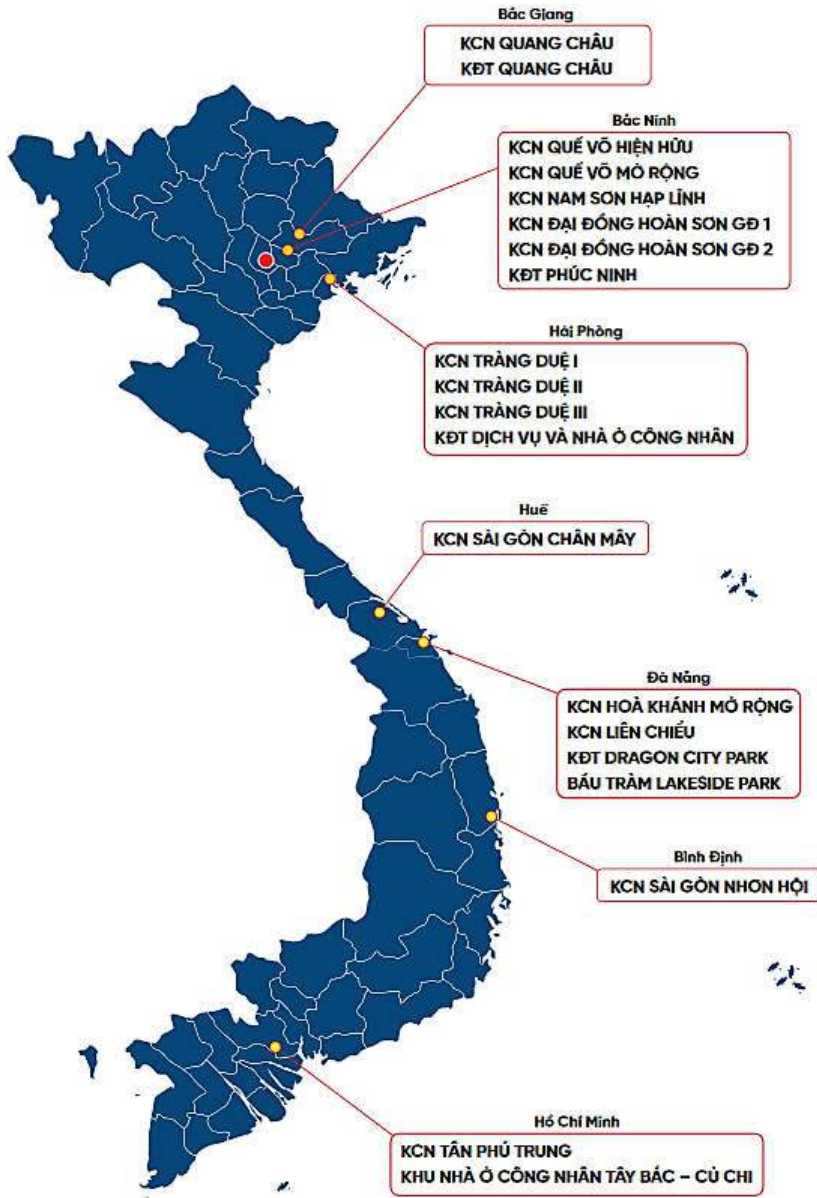 Bắc Giang
KCN QUANG CHÂU
KĐT QUANG CHÂU
Bắc Ninh
KCN QUẾ VÕ HIỆN HỮU
KCN QUẾ VÕ MỞ RỘNG
KCN NAM SƠN HẠP LĨNH
KCN ĐẠI ĐỒNG HOÀN SƠN GĐ 1
KCN ĐẠI ĐỒNG HOÀN SƠN GĐ 2
KĐT PHÚC NINH
Hải Phòng
KCN TRÀNG DUỆ I
KCN TRÀNG DUỆ II
KCN TRÀNG DUỆ III
KĐT DỊCH VỤ VÀ NHÀ Ở CÔNG NHÂN
Huế
KCN SÀI GÒN CHÂN MÂY
Đà Nẵng
KCN HOÀ KHÁNH MỞ RỘNG
KCN LIÊN CHIỂU
KĐT DRAGON CITY PARK
BÀU TRÀM LAKESIDE PARK
Bình Định
KCN SÀI GÒN NHƠN HỘI
Hồ Chí Minh
KCN TÂN PHÚ TRUNG
KHU NHÀ Ở CÔNG NHÂN TÂY BẮC – CỦ CHI